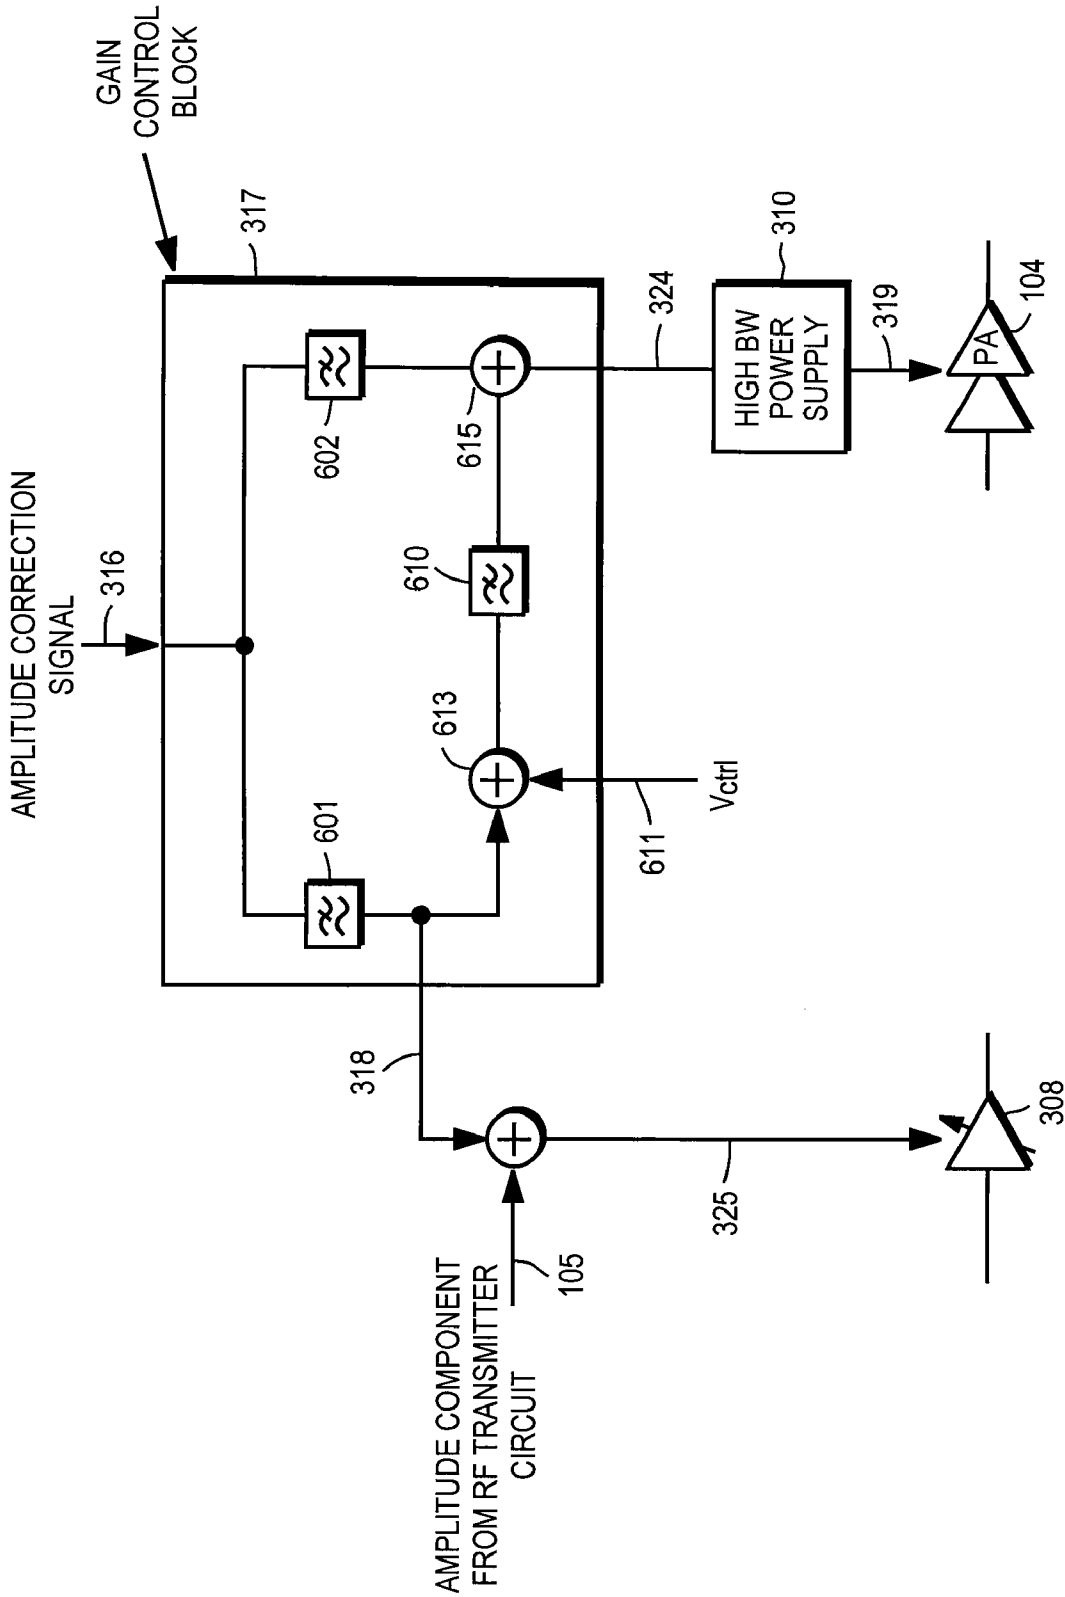 GAIN
CONTROL
BLOCK
AMPLITUDE CORRECTION
SIGNAL
316
317
602
601
615
610
613
324
310
HIGH BW
POWER
SUPPLY
319
PA
104
611
Vctrl
318
AMPLITUDE COMPONENT
FROM RF TRANSMITTER
CIRCUIT
105
325
308